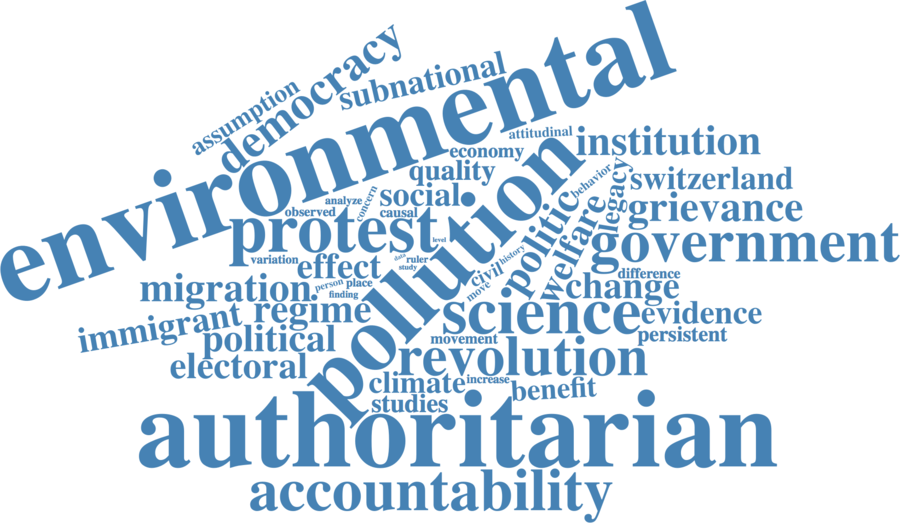 environmental
assumption
democracy
subnational
attitudinal
institution
economy
quality
pollution
behavior
legacy
switzerland
concern
social
analyze
observed
causal
politic
welfare
grievance
protest
level
government
variation
effect
data
ruler
study
civil
history
difference
migration
person
place
finding
move
change
immigrant
regime
science
evidence
political
movement
persistent
electoral
revolution
climate
increase
benefit
studies
authoritarian
accountability